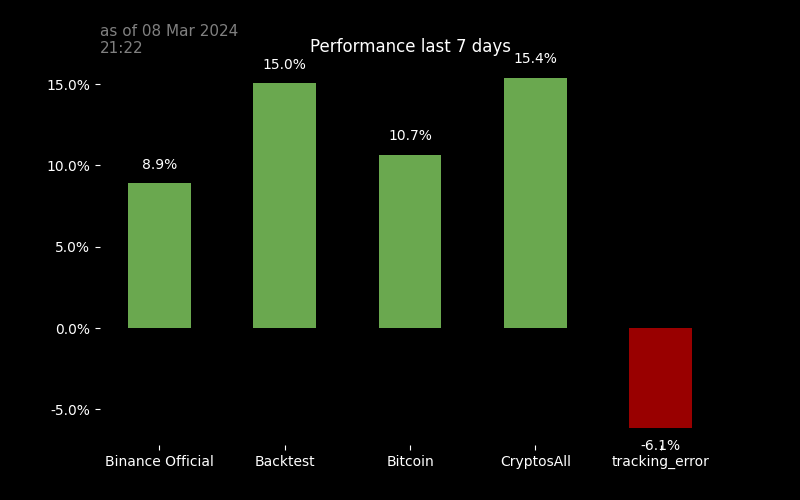 as of 08 Mar 2024
21:22
Performance last 7 days
15.0%
10.0%
5.0%
0.0%
-5.0%
8.9%
15.0%
10.7%
15.4%
-6.1%
Binance Official
Backtest
Bitcoin
CryptosAll
tracking_error